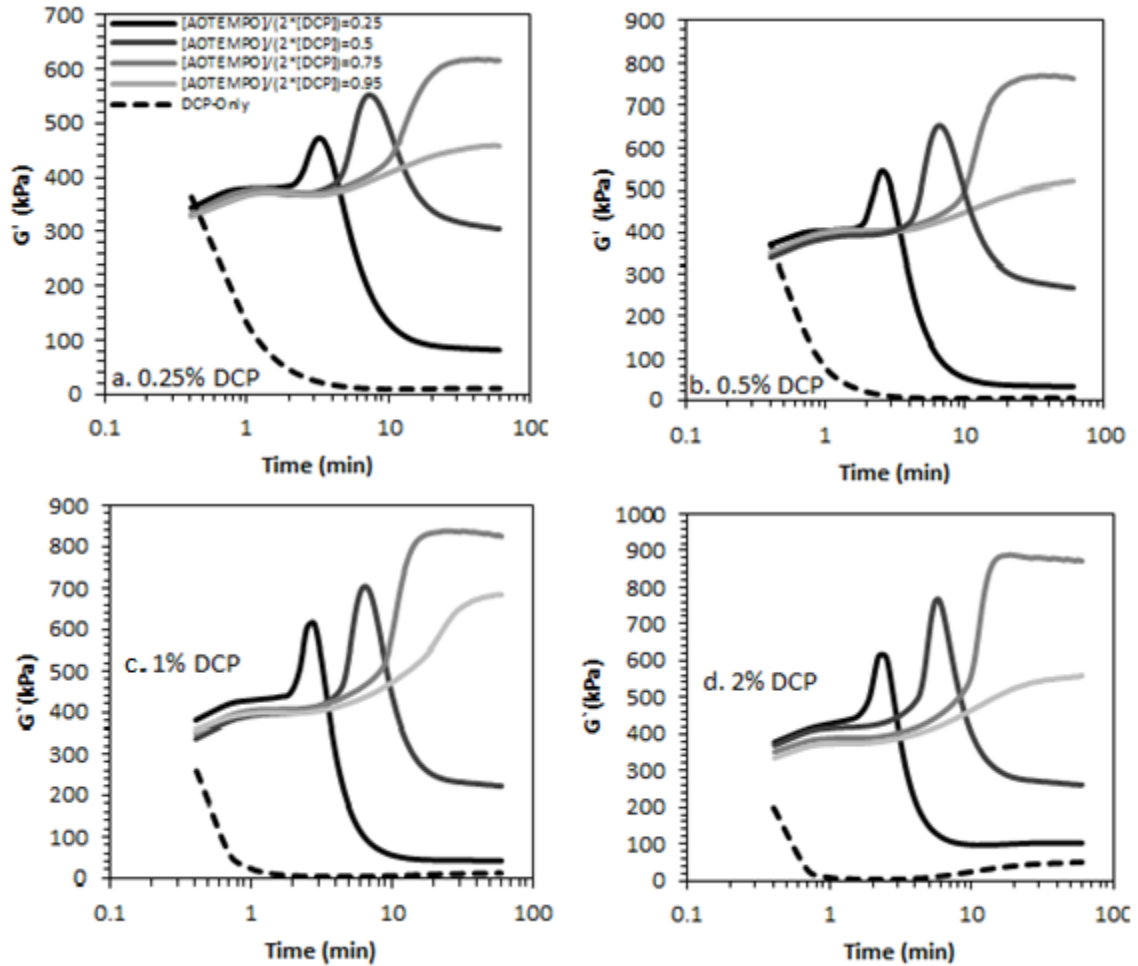 700
600
500
400
300
200
100
0
G' (kPa)
[AOTEMPO]/(2*[DCP])=0.25
[AOTEMPO]/(2*[DCP])=0.5
[AOTEMPO]/(2*[DCP])=0.75
[AOTEMPO]/(2*[DCP])=0.95
DCP-Only
a. 0.25% DCP
0.1 1 10 100
Time (min)
900
800
700
600
500
400
300
200
100
0
G' (kPa)
b. 0.5% DCP
0.1 1 10 100
Time (min)
900
800
700
600
500
400
300
200
100
0
G` (kPa)
c. 1% DCP
0.1 1 10 100
Time (min)
1000
900
800
700
600
500
400
300
200
100
0
G` (kPa)
d. 2% DCP
0.1 1 10 100
Time (min)